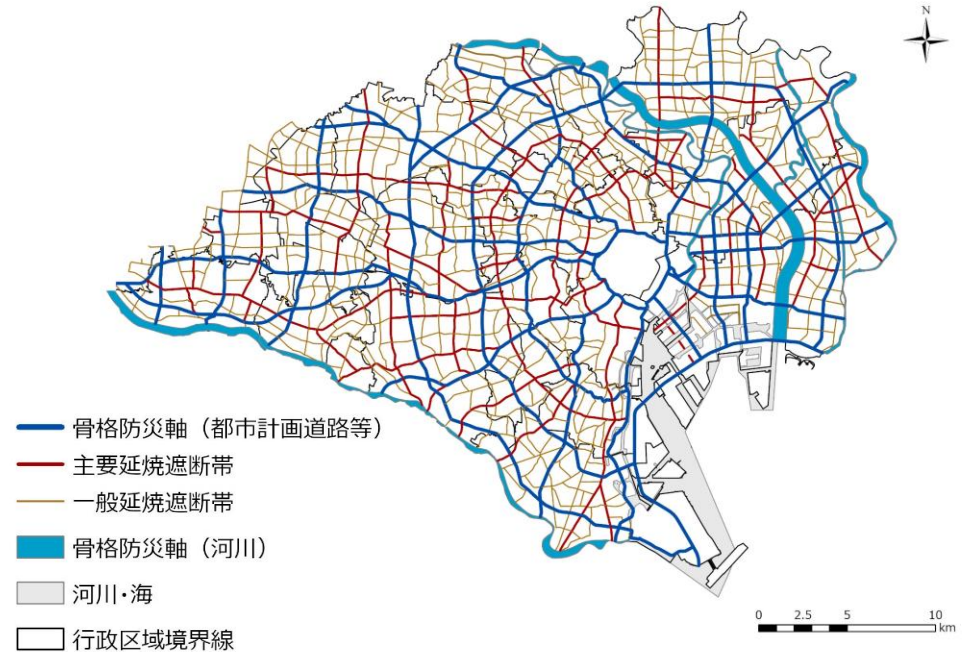 N
骨格防災軸（都市計画道路等）
主要延焼遮断帯
一般延焼遮断帯
骨格防災軸（河川）
河川・海
行政区域境界線
0 2.5 5 10
km